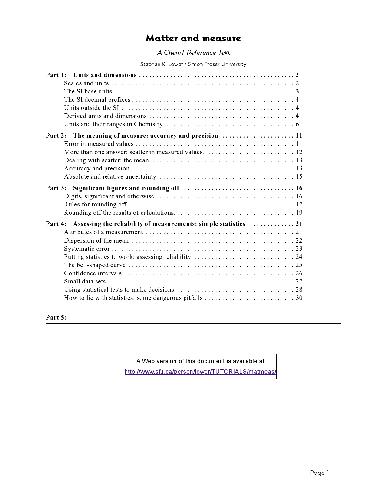 Matter and measure
A Chem1 Reference Text
Stephen K. Lower • Simon Fraser University
Part 1: Units and dimensions . . . . . . . . . . . . . . . . . . . . . . . . . . . . . . . . . . . . 2
Scales and units . . . . . . . . . . . . . . . . . . . . . . . . . . . . . . . . . . . . 2
The SI base units . . . . . . . . . . . . . . . . . . . . . . . . . . . . . . . . . . . . 3
The SI decimal prefixes . . . . . . . . . . . . . . . . . . . . . . . . . . . . . . . . . . . . 4
Units outside the SI . . . . . . . . . . . . . . . . . . . . . . . . . . . . . . . . . . . . 4
Derived units and dimensions . . . . . . . . . . . . . . . . . . . . . . . . . . . . . . . . . . . . 4
Units and their ranges in Chemistry . . . . . . . . . . . . . . . . . . . . . . . . . . . . . . . . 6
Part 2: The meaning of measure: accuracy and precision . . . . . . . . . . . . . . . . . . 11
Error in measured values . . . . . . . . . . . . . . . . . . . . . . . . . . . . . . . . 11
More than one answer: scatter in measured values. . . . . . . . . . . . . . . . . . . . 12
Dealing with scatter: the mean . . . . . . . . . . . . . . . . . . . . . . . . . . . . 13
Accuracy and precision . . . . . . . . . . . . . . . . . . . . . . . . . . . . . . . . 13
Absolute and relative uncertainty . . . . . . . . . . . . . . . . . . . . . . . . . . . . 15
Part 3: Significant figures and rounding off . . . . . . . . . . . . . . . . . . . . . . . . . . 16
Digits, significant and otherwise . . . . . . . . . . . . . . . . . . . . . . . . . . . . 16
Rules for rounding off . . . . . . . . . . . . . . . . . . . . . . . . . . . . . . . . 17
Rounding off the results of calculations. . . . . . . . . . . . . . . . . . . . . . . . . . 19
Part 4: Assessing the reliability of measurements: simple statistics . . . . . . . . . . . . 21
Attributes of a measurement . . . . . . . . . . . . . . . . . . . . . . . . . . . . . . 21
Dispersion of the mean . . . . . . . . . . . . . . . . . . . . . . . . . . . . . . . . 22
Systematic error . . . . . . . . . . . . . . . . . . . . . . . . . . . . . . . . . . . . 23
Putting statistics to work: assessing reliability . . . . . . . . . . . . . . . . . . . . . . 24
The bell-shaped curve . . . . . . . . . . . . . . . . . . . . . . . . . . . . . . . . 25
Confidence intervals . . . . . . . . . . . . . . . . . . . . . . . . . . . . . . . . 26
Small data sets . . . . . . . . . . . . . . . . . . . . . . . . . . . . . . . . . . . . 27
Using statistical tests to make decisions . . . . . . . . . . . . . . . . . . . . . . . . 28
How to lie with statistics: some dangerous pitfalls . . . . . . . . . . . . . . . . . . . . 30
Part 5:
A Web version of this document is available at
http://www.sfu.ca/person/lower/TUTORIALS/matmeas/
Page 1